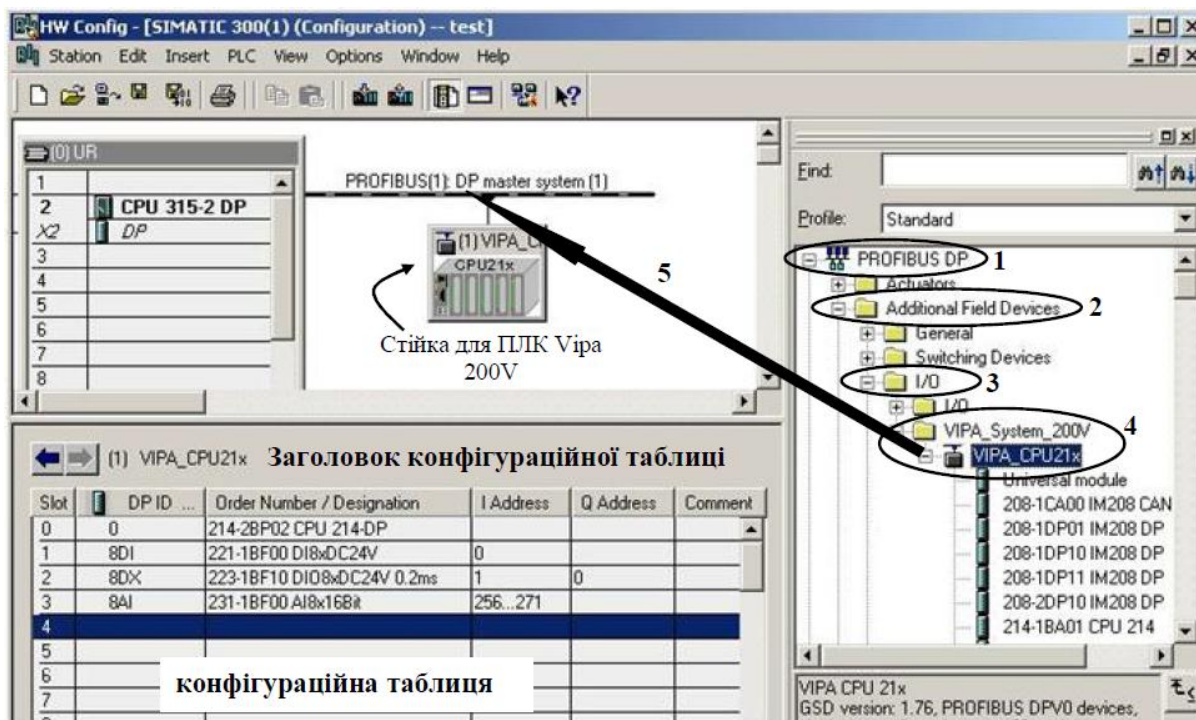 HW Config - [SIMATIC 300(1) (Configuration) -- test]
Station Edit Insert PLC View Options Window Help
(0) UR
1
2 CPU 315-2 DP
X2 DP
3
4
5
6
7
8
PROFIBUS(1): DP master system (1)
(1) VIPA_C
CPU21x
Стійка для ПЛК Vipa
200V
5
Find:
Profile: Standard
PROFIBUS DP 1
Actuators
Additional Field Devices 2
General
Switching Devices
I/O 3
I/O
VIPA_System_200V 4
VIPA_CPU21x
Universal module
208-1CA00 IM208 CAN
208-1DP01 IM208 DP
208-1DP10 IM208 DP
208-1DP11 IM208 DP
208-2DP10 IM208 DP
214-1BA01 CPU 214
VIPA CPU 21x
GSD version: 1.76, PROFIBUS DPV0 devices,
(1) VIPA_CPU21x Заголовок конфігураційної таблиці
Slot DP ID ... Order Number / Designation I Address Q Address Comment
0 0 214-2BP02 CPU 214-DP
1 8DI 221-1BF00 DI8xDC24V 0
2 8DX 223-1BF10 DIO8xDC24V 0.2ms 1 0
3 8AI 231-1BF00 AI8x16Bit 256...271
4
5
6
7
конфігураційна таблиця